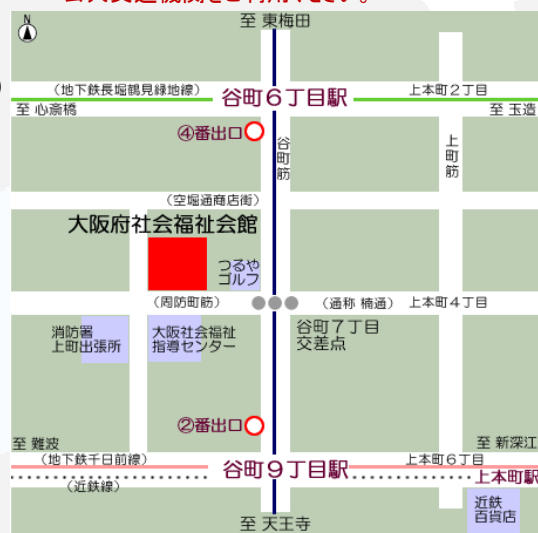 N
至 東梅田
（地下鉄長堀鶴見緑地線）
谷町６丁目駅
上本町２丁目
至 心斎橋
至 玉造
④番出口
谷町筋
上町筋
（空堀通商店街）
大阪府社会福祉会館
つるや
ゴルフ
（周防町筋）
（通称 楠通）
上本町４丁目
消防署
上町出張所
大阪社会福祉
指導センター
谷町７丁目
交差点
②番出口
至 難波
至 新深江
（地下鉄千日前線）
谷町９丁目駅
上本町６丁目
（近鉄線）
上本町駅
近鉄
百貨店
至 天王寺